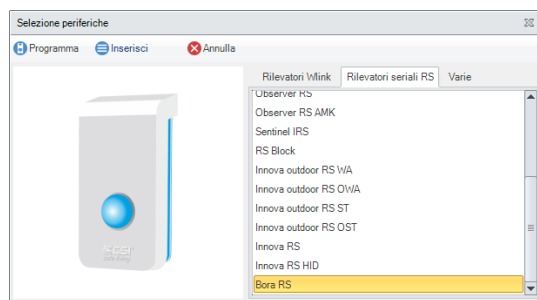 Selezione periferiche
Programma Inserisci Annulla
Rilevatori Wlink Rilevatori seriali RS Varie
Observer RS
Observer RS AMK
Sentinel IRS
RS Block
Innova outdoor RS WA
Innova outdoor RS OWA
Innova outdoor RS ST
Innova outdoor RS OST
Innova RS
Innova RS HID
Bora RS
CSI